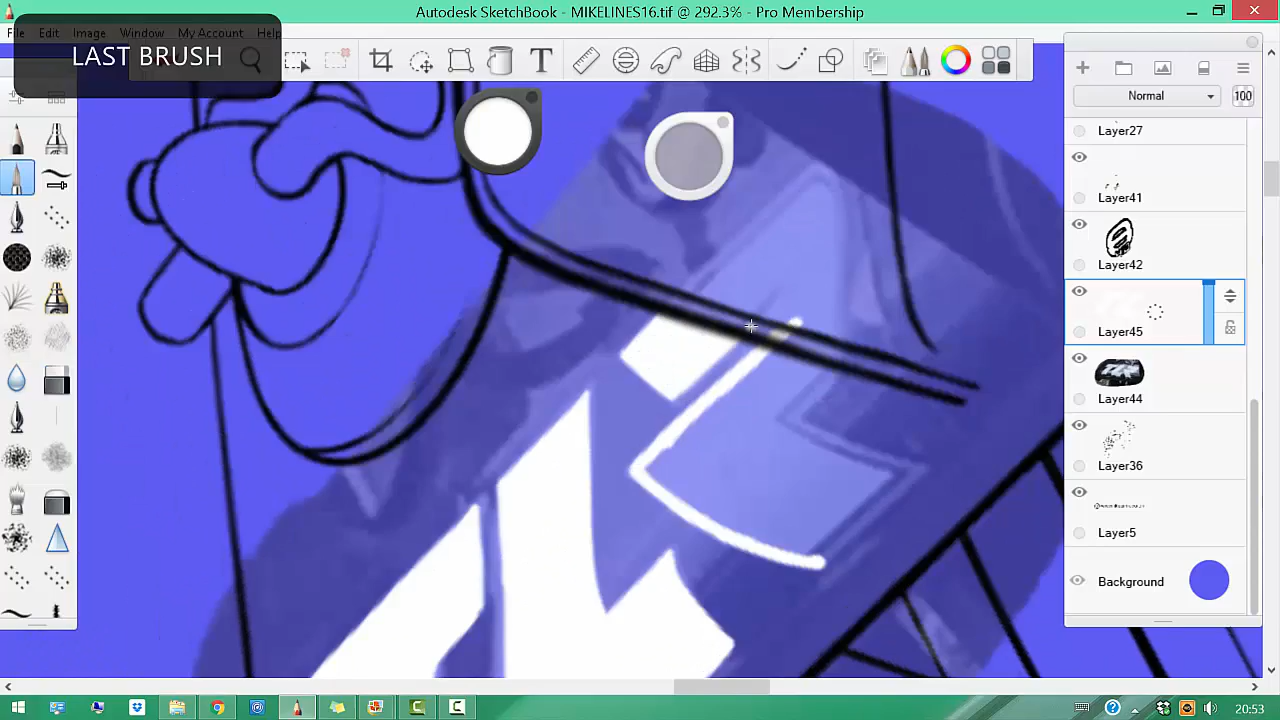 Autodesk SketchBook - MIKELINES16.tif @ 292.3% - Pro Membership
File Edit Image Window My Account Help
LAST BRUSH
T
Normal
100
Layer27
Layer41
Layer42
Layer45
Layer44
Layer36
Layer5
Background
20:53